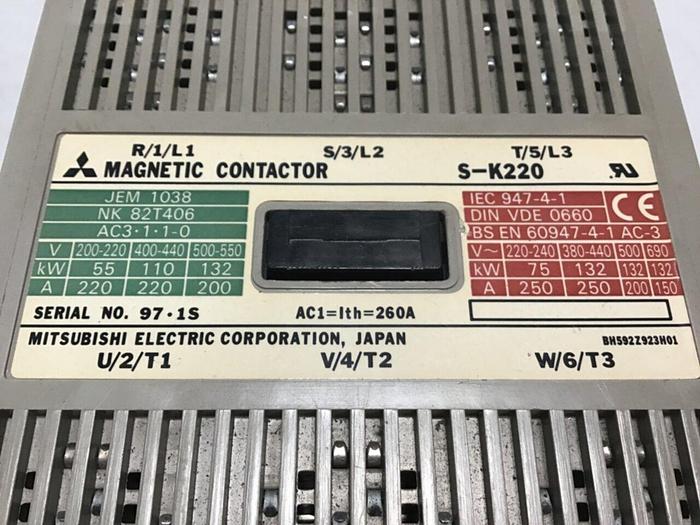 R/1/L1 S/3/L2 T/5/L3
MAGNETIC CONTACTOR S-K220
JEM 1038
NK 82T406
AC3·1·1-0
V 200-220 400-440 500-550
kW 55 110 132
A 220 220 200
IEC 947-4-1
DIN VDE 0660 CE
BS EN 60947-4-1 AC-3
V~ 220-240 380-440 500 690
kW 75 132 132 132
A 250 250 200 150
SERIAL NO. 97·1S AC1=Ith=260A
MITSUBISHI ELECTRIC CORPORATION, JAPAN BH592Z923H01
U/2/T1 V/4/T2 W/6/T3